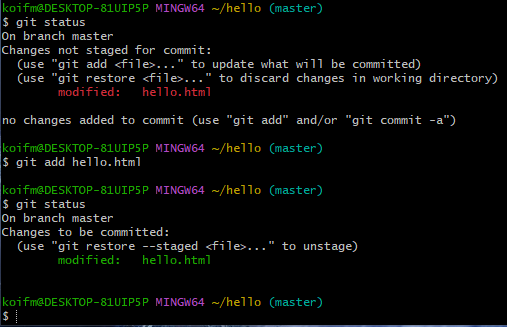 koifm@DESKTOP-81UIP5P MINGW64 ~/hello (master)
$ git status
On branch master
Changes not staged for commit:
  (use "git add <file>..." to update what will be committed)
  (use "git restore <file>..." to discard changes in working directory)
        modified:   hello.html

no changes added to commit (use "git add" and/or "git commit -a")

koifm@DESKTOP-81UIP5P MINGW64 ~/hello (master)
$ git add hello.html

koifm@DESKTOP-81UIP5P MINGW64 ~/hello (master)
$ git status
On branch master
Changes to be committed:
  (use "git restore --staged <file>..." to unstage)
        modified:   hello.html


koifm@DESKTOP-81UIP5P MINGW64 ~/hello (master)
$